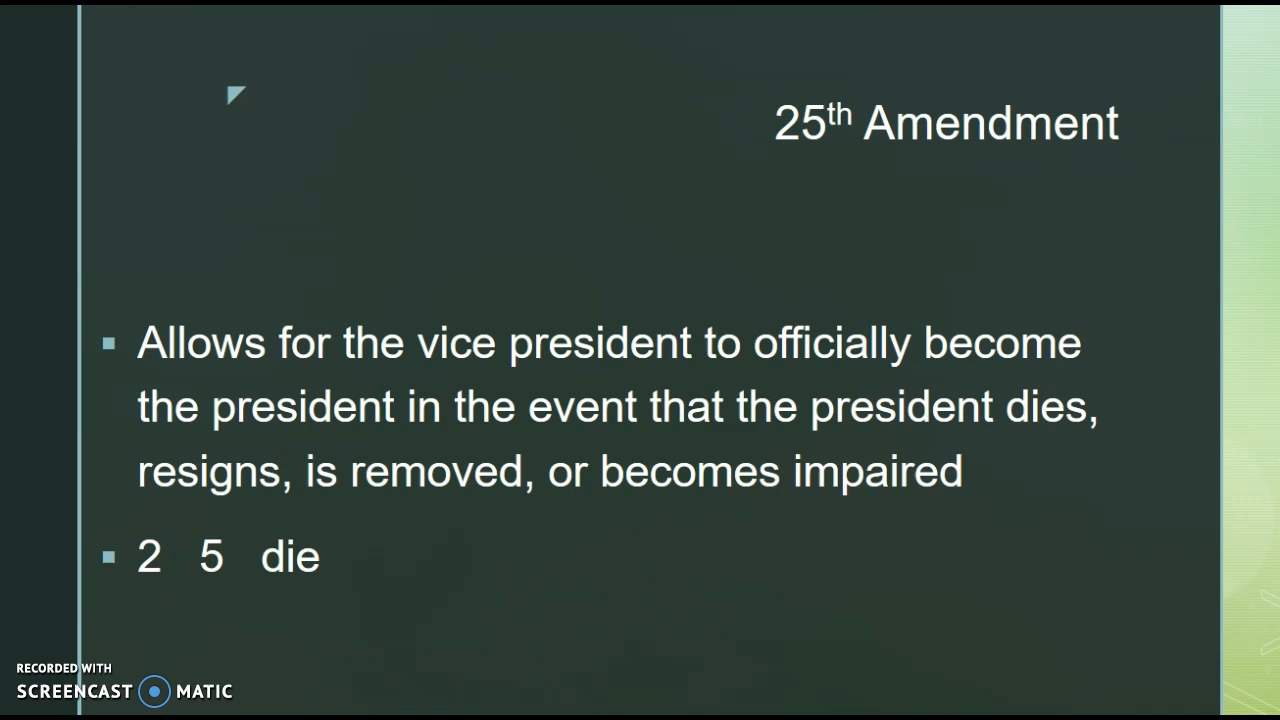 25th Amendment
Allows for the vice president to officially become
the president in the event that the president dies,
resigns, is removed, or becomes impaired
2 5 die
RECORDED WITH
SCREENCAST MATIC